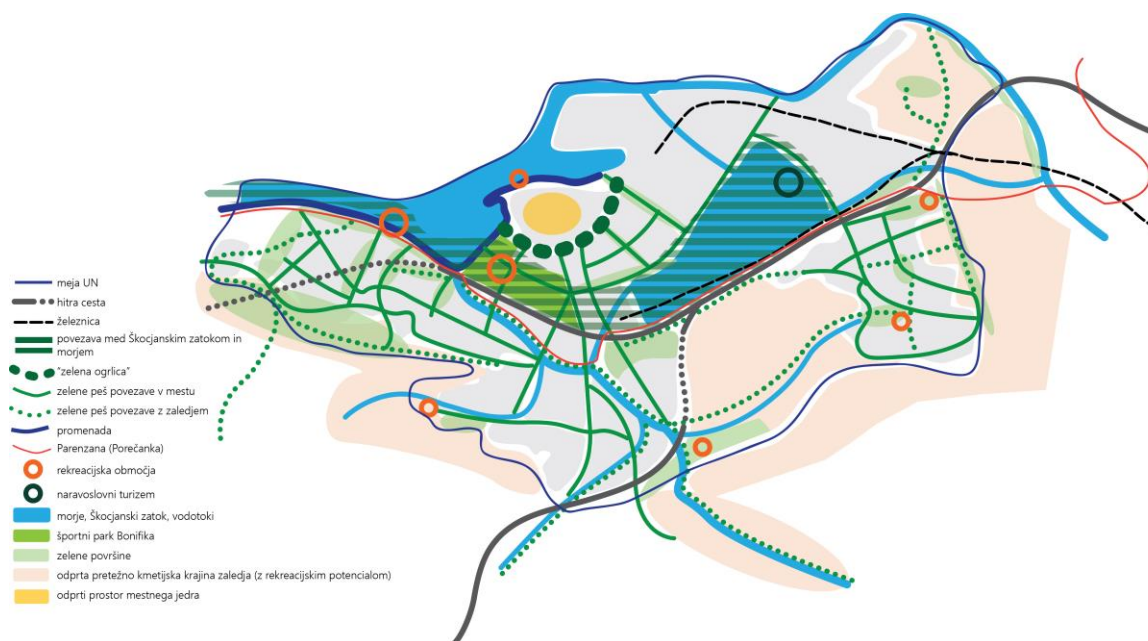 meja UN
hitra cesta
železnica
povezava med Škocjanskim zatokom in
morjem
"zelena ogrlica"
zelene peš povezave v mestu
zelene peš povezave z zaledjem
promenada
Parenzana (Porečanka)
rekreacijska območja
naravoslovni turizem
morje, Škocjanski zatok, vodotoki
športni park Bonifika
zelene površine
odprta pretežno kmetijska krajina zaledja (z rekreacijskim potencialom)
odprti prostor mestnega jedra